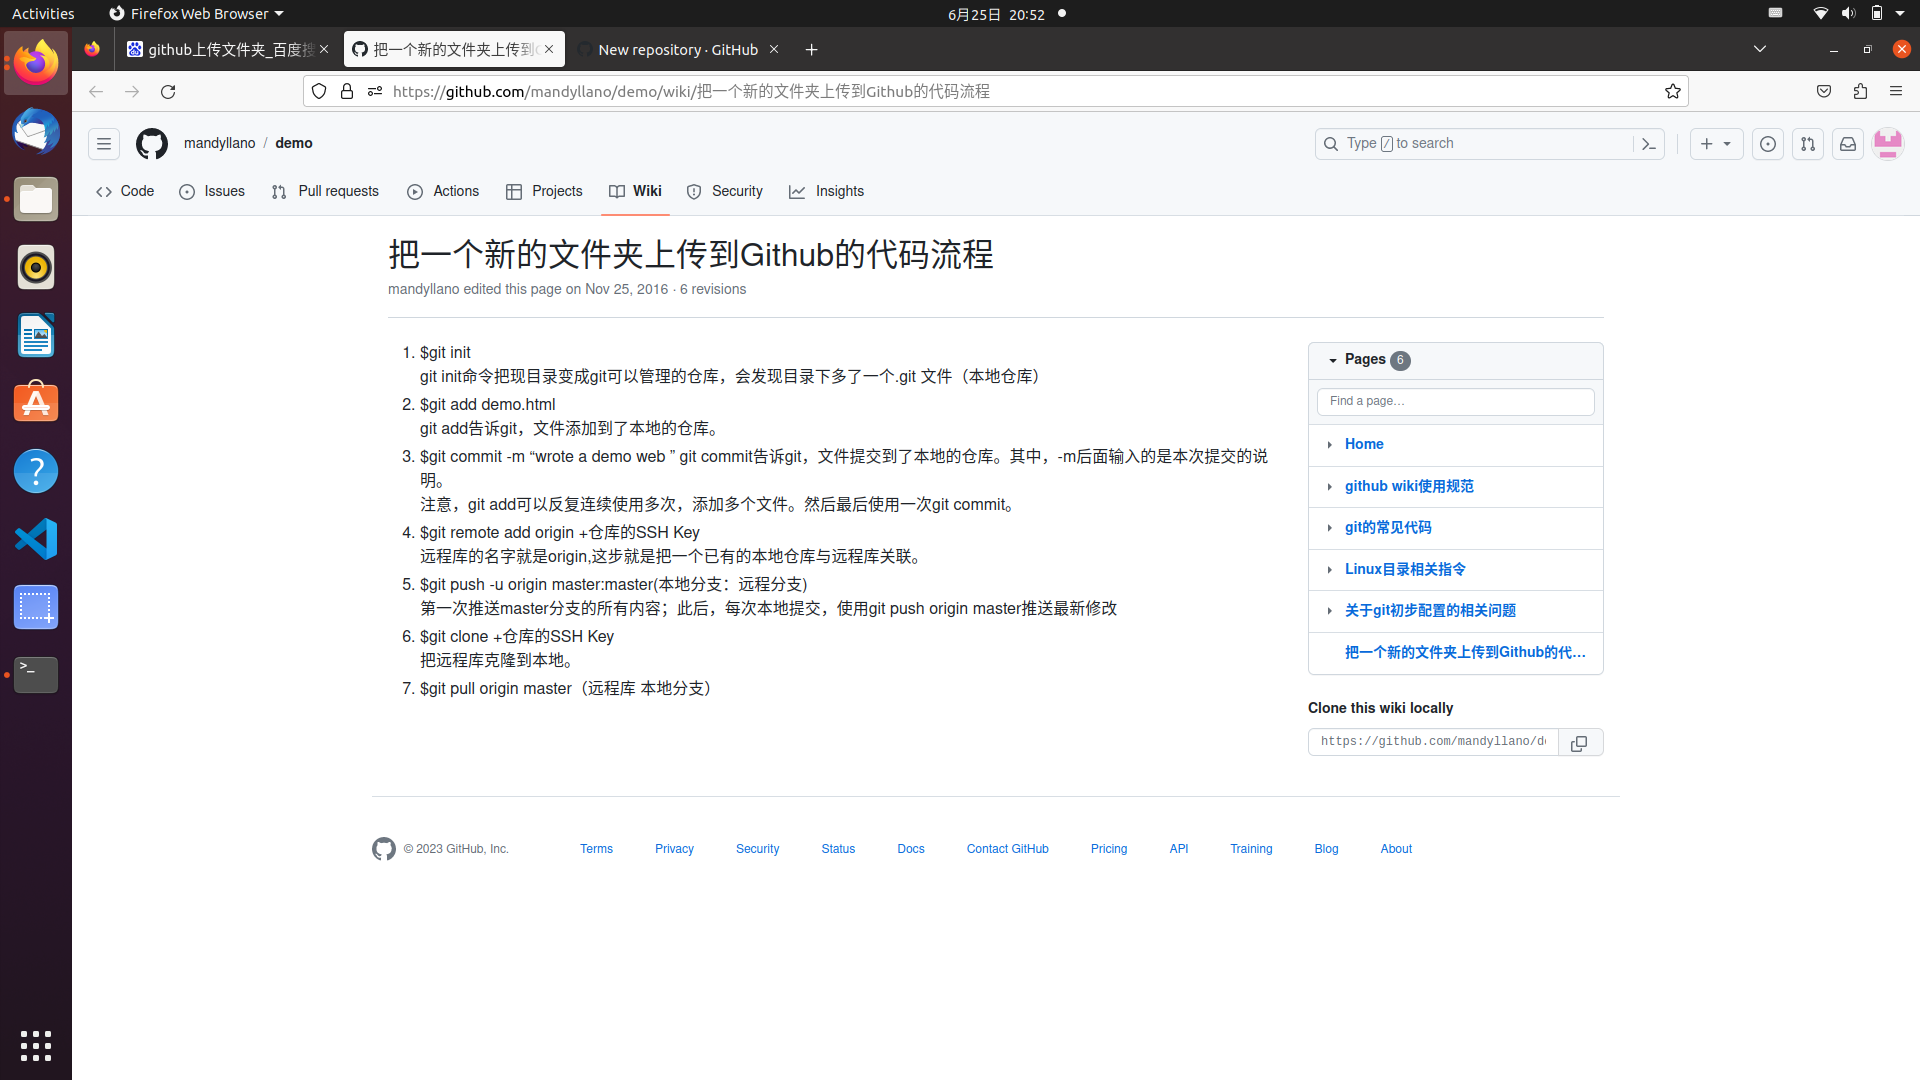 Activities
Firefox Web Browser
6月25日 20:52
github上传文件夹_百度搜
把一个新的文件夹上传到G
New repository · GitHub
https://github.com/mandyllano/demo/wiki/把一个新的文件夹上传到Github的代码流程
mandyllano / demo
Type / to search
Code
Issues
Pull requests
Actions
Projects
Wiki
Security
Insights
把一个新的文件夹上传到Github的代码流程
mandyllano edited this page on Nov 25, 2016 · 6 revisions
1. $git init
git init命令把现目录变成git可以管理的仓库，会发现目录下多了一个.git 文件（本地仓库）
2. $git add demo.html
git add告诉git，文件添加到了本地的仓库。
3. $git commit -m “wrote a demo web ” git commit告诉git，文件提交到了本地的仓库。其中，-m后面输入的是本次提交的说
明。
注意，git add可以反复连续使用多次，添加多个文件。然后最后使用一次git commit。
4. $git remote add origin +仓库的SSH Key
远程库的名字就是origin,这步就是把一个已有的本地仓库与远程库关联。
5. $git push -u origin master:master(本地分支：远程分支)
第一次推送master分支的所有内容；此后，每次本地提交，使用git push origin master推送最新修改
6. $git clone +仓库的SSH Key
把远程库克隆到本地。
7. $git pull origin master（远程库 本地分支）
Pages 6
Find a page…
Home
github wiki使用规范
git的常见代码
Linux目录相关指令
关于git初步配置的相关问题
把一个新的文件夹上传到Github的代…
Clone this wiki locally
https://github.com/mandyllano/de
© 2023 GitHub, Inc.
Terms
Privacy
Security
Status
Docs
Contact GitHub
Pricing
API
Training
Blog
About